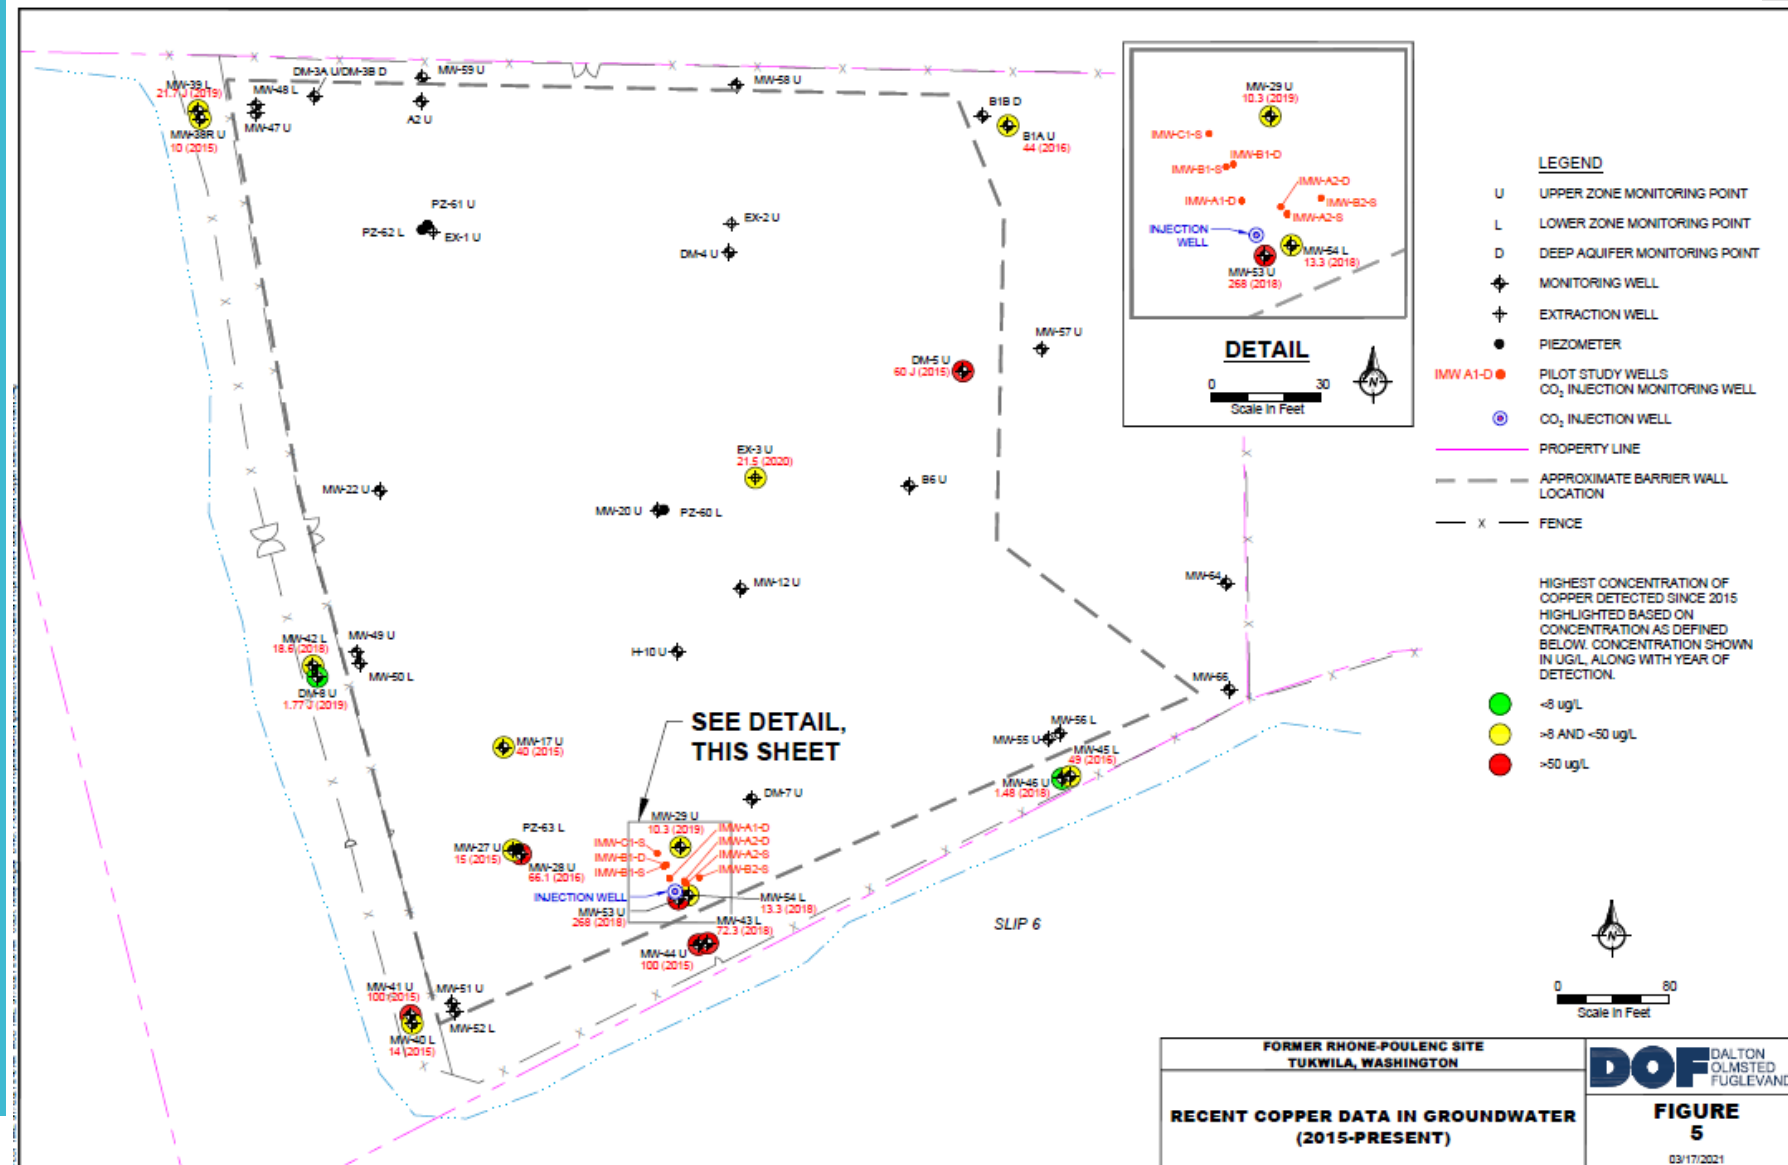 MW-39 L
21.7 J (2019)
MW-38R U
10 (2015)
MW-48 L
MW-47 U
DM-3A U/DM-3B D
MW-59 U
A2 U
MW-58 U
B1B D
B1A U
44 (2016)
PZ-61 U
PZ-62 L
EX-1 U
EX-2 U
DM-4 U
MW-57 U
DM-5 U
60 J (2015)
EX-3 U
21.5 (2020)
B6 U
MW-22 U
MW-20 U
PZ-60 L
MW-12 U
MW-64
H-10 U
MW-42 L
18.6 (2018)
MW-49 U
MW-50 L
DM-8 U
1.77 J (2019)
MW-66
MW-17 U
40 (2015)
SEE DETAIL,
THIS SHEET
MW-56 L
MW-55 U
MW-45 L
49 (2016)
MW-46 U
1.48 (2018)
DM-7 U
MW-29 U
10.3 (2019)
IMW-C1-S
IMW-B1-D
IMW-B1-S
IMW-A1-D
IMW-A2-D
IMW-A2-S
IMW-B2-S
INJECTION WELL
PZ-63 L
MW-27 U
15 (2015)
MW-28 U
66.1 (2016)
MW-53 U
268 (2018)
MW-54 L
13.3 (2018)
MW-43 L
72.3 (2018)
MW-44 U
100 (2015)
SLIP 6
MW-41 U
100 (2015)
MW-51 U
MW-52 L
MW-40 L
14 (2015)
MW-29 U
10.3 (2019)
IMW-C1-S
IMW-B1-D
IMW-B1-S
IMW-A2-D
IMW-A1-D
IMW-B2-S
IMW-A2-S
INJECTION
WELL
MW-54 L
13.3 (2018)
MW-53 U
268 (2018)
DETAIL
0 30
Scale in Feet
N
LEGEND
U UPPER ZONE MONITORING POINT
L LOWER ZONE MONITORING POINT
D DEEP AQUIFER MONITORING POINT
MONITORING WELL
EXTRACTION WELL
PIEZOMETER
IMW A1-D PILOT STUDY WELLS
CO₂ INJECTION MONITORING WELL
CO₂ INJECTION WELL
PROPERTY LINE
APPROXIMATE BARRIER WALL
LOCATION
X FENCE
HIGHEST CONCENTRATION OF
COPPER DETECTED SINCE 2015
HIGHLIGHTED BASED ON
CONCENTRATION AS DEFINED
BELOW. CONCENTRATION SHOWN
IN UG/L, ALONG WITH YEAR OF
DETECTION.
<8 ug/L
>8 AND <50 ug/L
>50 ug/L
N
0 80
Scale in Feet
FORMER RHONE-POULENC SITE
TUKWILA, WASHINGTON
RECENT COPPER DATA IN GROUNDWATER
(2015-PRESENT)
DOF
DALTON
OLMSTED
FUGLEVAND
FIGURE
5
03/17/2021